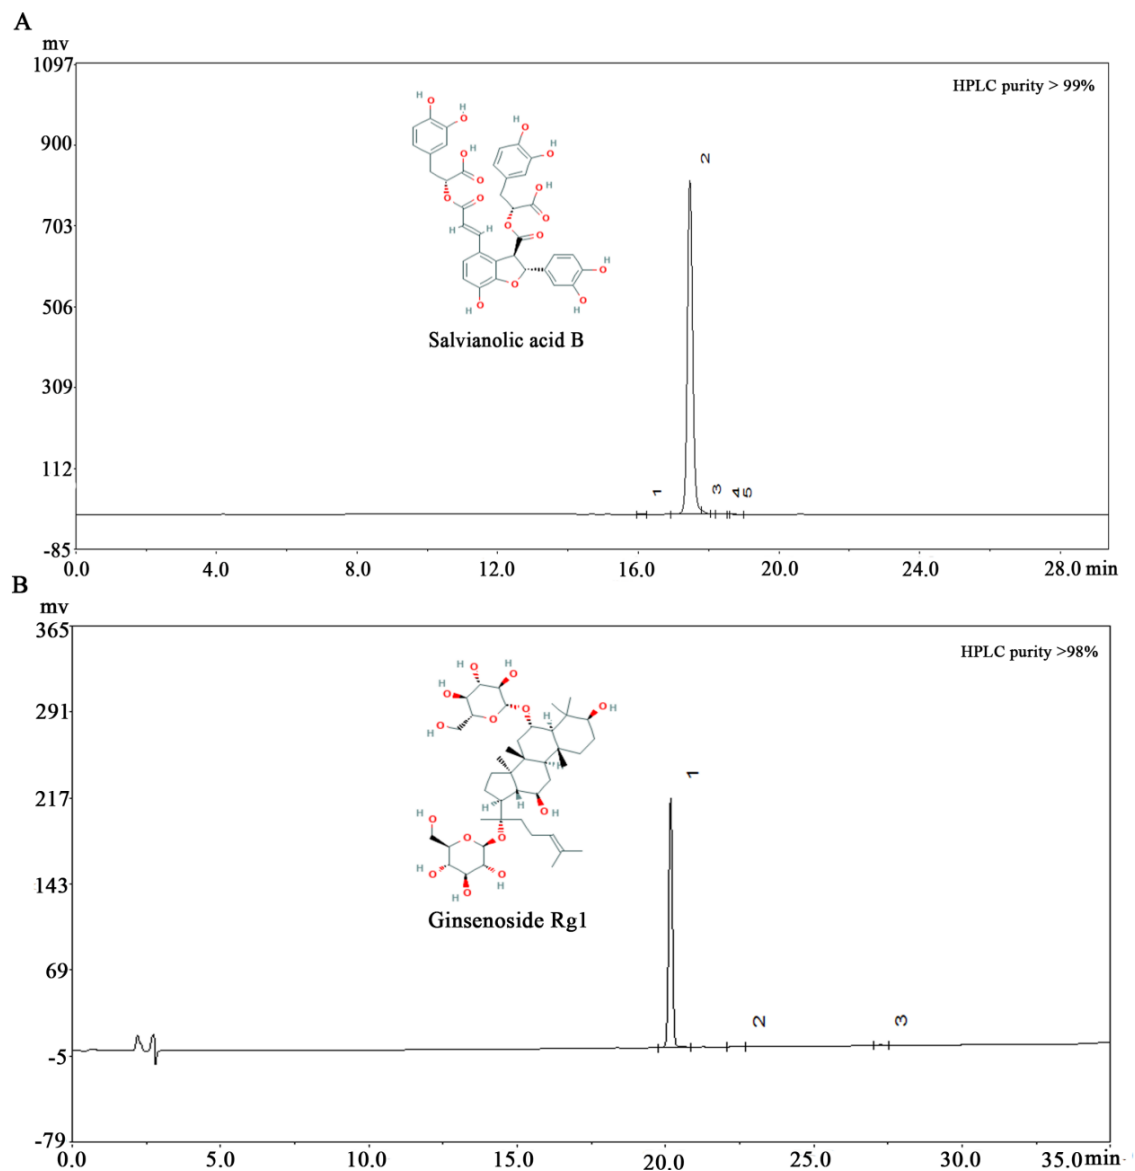 A
mv
1097
HPLC purity > 99%
900
703
506
309
112
-85
H
O
H
O
H
O
O
O
O
H
O
H
O
H
O
O
O
H
H
O
O
O
O
H
O
H
O
H
Salvianolic acid B
1
2
3
4
5
0.0 4.0 8.0 12.0 16.0 20.0 24.0 28.0 min
B
mv
365
HPLC purity >98%
291
217
143
69
-5
-79
H
O
H
O
H
O
H
O
H
O
O
O
H
O
H
H
H
H
O
H
O
H
O
O
H
O
H
O
H
O
H
Ginsenoside Rg1
1
2
3
0.0 5.0 10.0 15.0 20.0 25.0 30.0 35.0 min